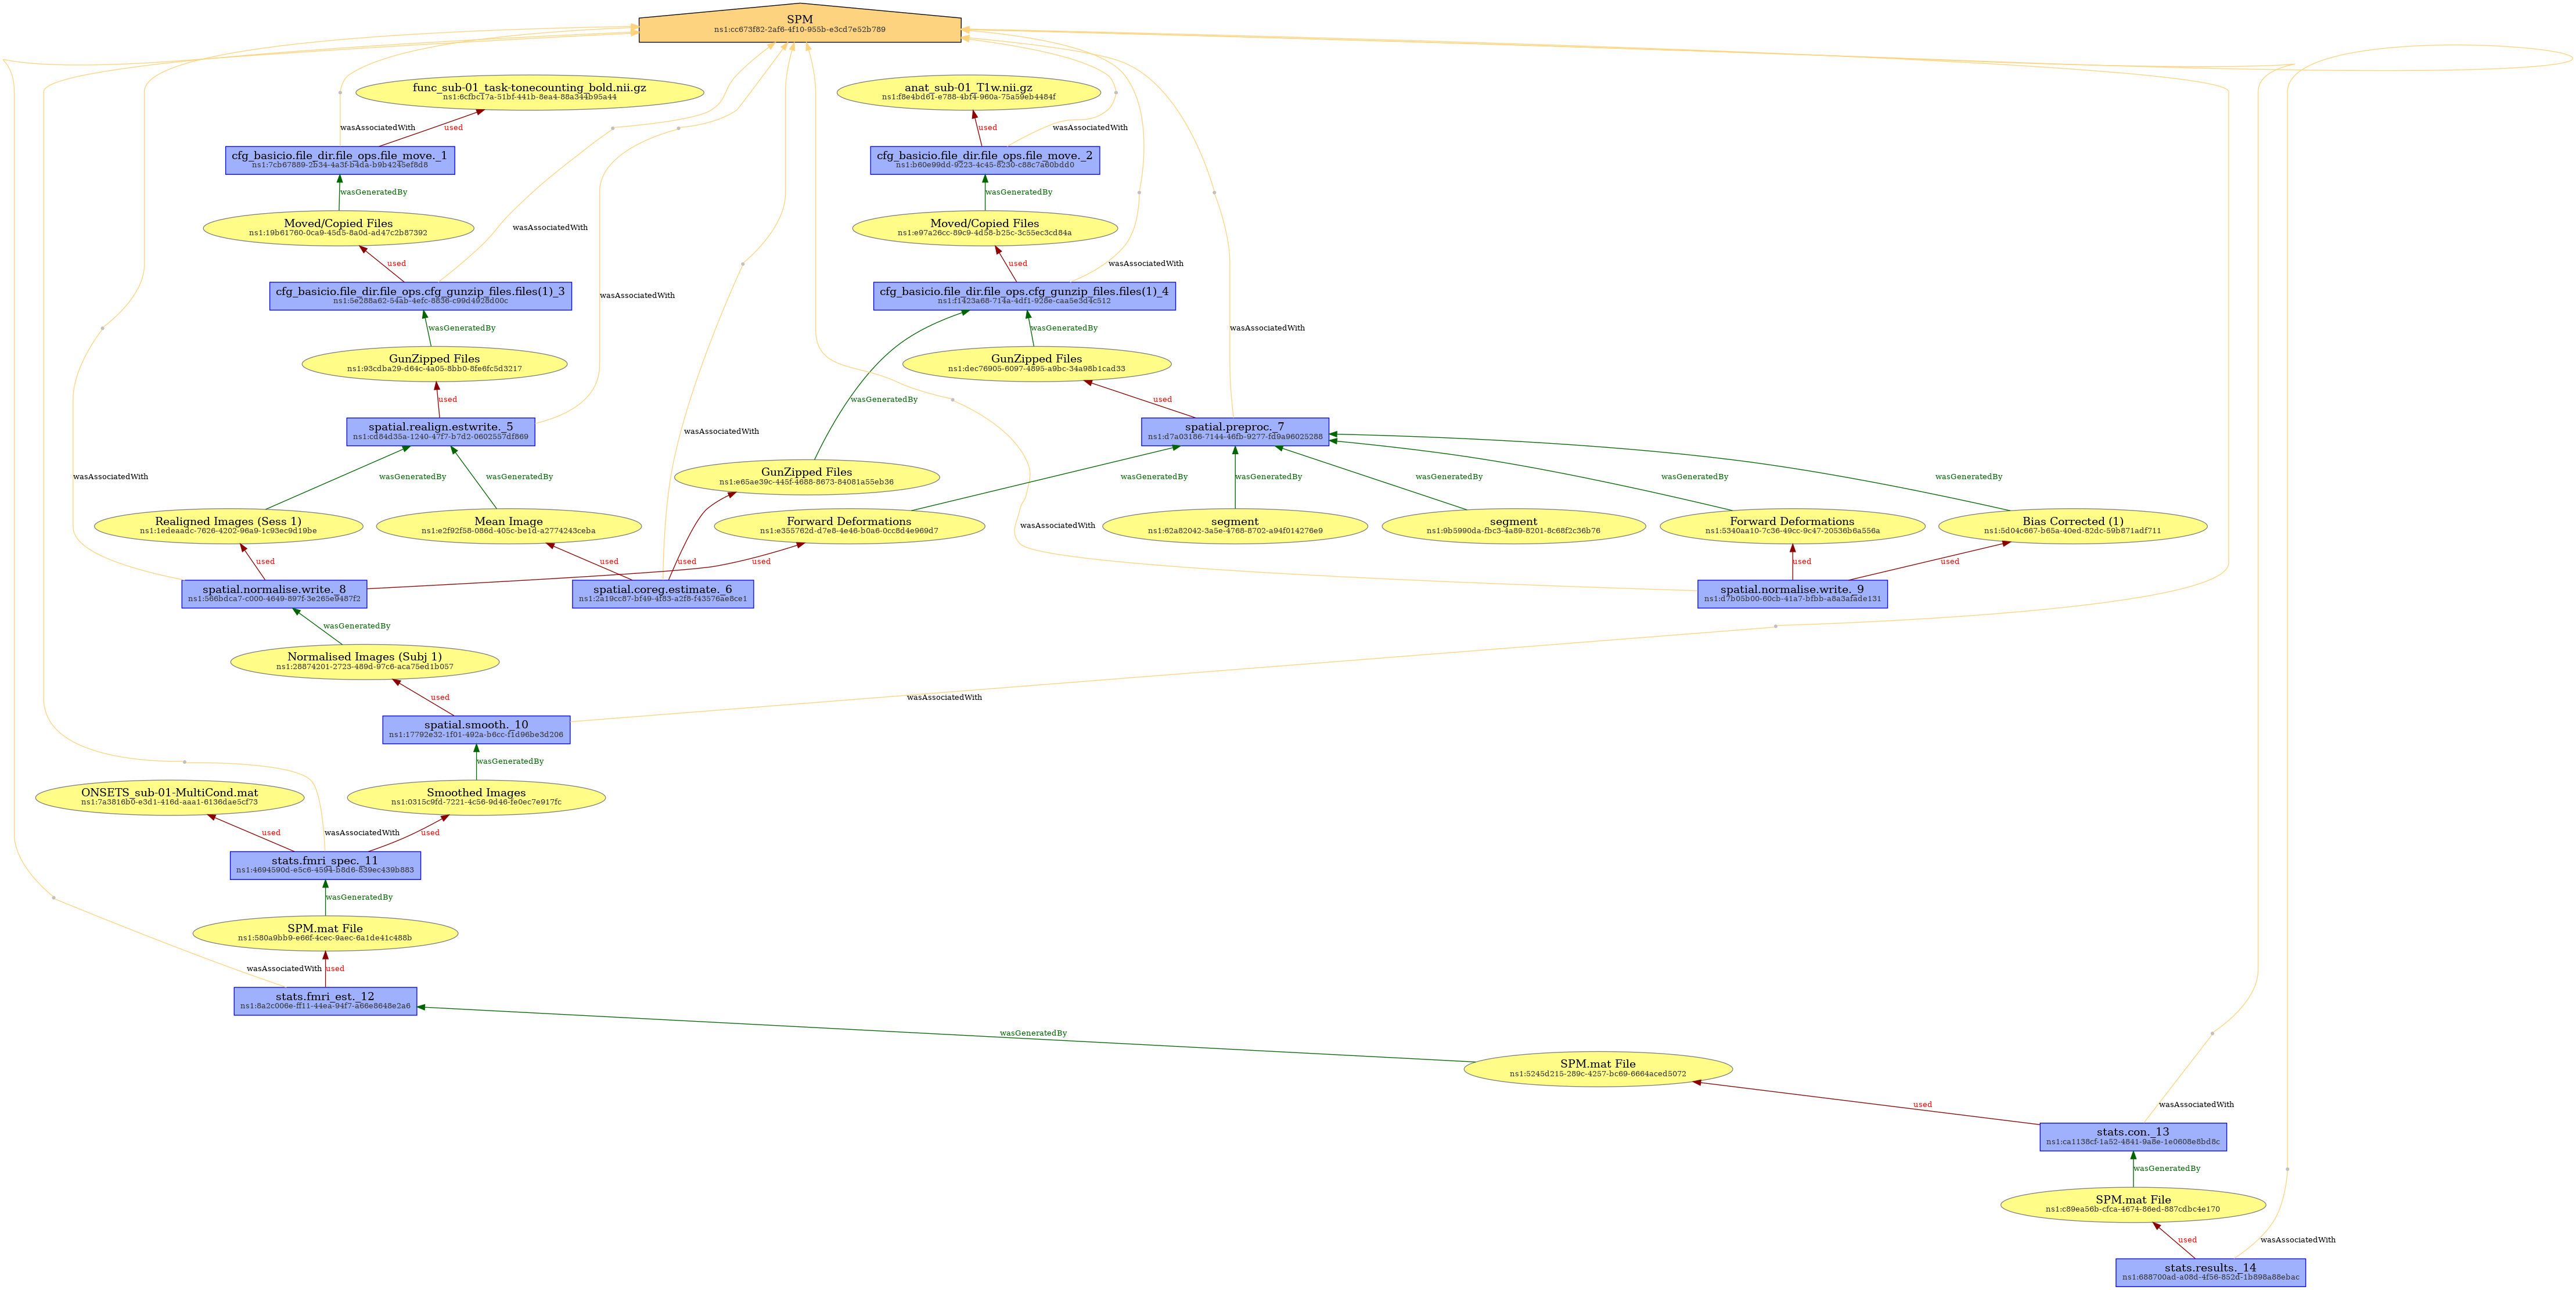 SPM
ns1:cc673f82-2af6-4f10-955b-e3cd7e52b789
func_sub-01_task-tonecounting_bold.nii.gz
ns1:6cfbc17a-51bf-441b-8ea4-88a344b95a44
anat_sub-01_T1w.nii.gz
ns1:f8e4bd61-e788-4bf4-960a-75a59eb4484f
wasAssociatedWith
used
used
wasAssociatedWith
cfg_basicio.file_dir.file_ops.file_move._1
ns1:7cb67889-2b34-4a3f-b4da-b9b4245ef8d8
cfg_basicio.file_dir.file_ops.file_move._2
ns1:b60e99dd-9223-4c45-8230-c88c7a60bdd0
wasGeneratedBy
wasGeneratedBy
Moved/Copied Files
ns1:19b61760-0ca9-45d5-8a0d-ad47c2b87392
wasAssociatedWith
Moved/Copied Files
ns1:e97a26cc-89c9-4d58-b25c-3c55ec3cd84a
used
used
wasAssociatedWith
cfg_basicio.file_dir.file_ops.cfg_gunzip_files.files(1)_3
ns1:5e288a62-54ab-4efc-8836-c99d4928d00c
wasAssociatedWith
cfg_basicio.file_dir.file_ops.cfg_gunzip_files.files(1)_4
ns1:f1423a68-714a-4df1-928e-caa5e3d4c512
wasGeneratedBy
wasGeneratedBy
wasAssociatedWith
GunZipped Files
ns1:93cdba29-d64c-4a05-8bb0-8fe6fc5d3217
GunZipped Files
ns1:dec76905-6097-4895-a9bc-34a98b1cad33
used
wasGeneratedBy
used
spatial.realign.estwrite._5
ns1:cd84d35a-1240-47f7-b7d2-0602557df869
wasAssociatedWith
spatial.preproc._7
ns1:d7a03186-7144-46fb-9277-fd9a96025288
wasAssociatedWith
wasGeneratedBy
wasGeneratedBy
GunZipped Files
ns1:e65ae39c-445f-4688-8673-84081a55eb36
wasGeneratedBy
wasGeneratedBy
wasGeneratedBy
wasGeneratedBy
wasGeneratedBy
Realigned Images (Sess 1)
ns1:1edeaadc-7626-4202-96a9-1c93ec9d19be
Mean Image
ns1:e2f92f58-086d-405c-be1d-a2774243ceba
Forward Deformations
ns1:e355762d-d7e8-4e46-b0a6-0cc8d4e969d7
wasAssociatedWith
segment
ns1:62a82042-3a5e-4768-8702-a94f014276e9
segment
ns1:9b5990da-fbc3-4a89-8201-8c68f2c36b76
Forward Deformations
ns1:5340aa10-7c36-49cc-9c47-20536b6a556a
Bias Corrected (1)
ns1:5d04c667-b65a-40ed-82dc-59b871adf711
used
used
used
used
used
used
spatial.normalise.write._8
ns1:566bdca7-c000-4649-897f-3e265e9487f2
spatial.coreg.estimate._6
ns1:2a19cc87-bf49-4f83-a2f8-f43576ae8ce1
spatial.normalise.write._9
ns1:d7b05b00-60cb-41a7-bfbb-a8a3afade131
wasGeneratedBy
Normalised Images (Subj 1)
ns1:28874201-2723-489d-97c6-aca75ed1b057
used
wasAssociatedWith
spatial.smooth._10
ns1:17792e32-1f01-492a-b6cc-f1d96be3d206
wasGeneratedBy
ONSETS_sub-01-MultiCond.mat
ns1:7a3816b0-e3d1-416d-aaa1-6136dae5cf73
Smoothed Images
ns1:0315c9fd-7221-4c56-9d46-fe0ec7e917fc
used
wasAssociatedWith
used
stats.fmri_spec._11
ns1:4694590d-e5c6-4594-b8d6-839ec439b883
wasGeneratedBy
SPM.mat File
ns1:580a9bb9-e66f-4cec-9aec-6a1de41c488b
wasAssociatedWith
used
stats.fmri_est._12
ns1:8a2c006e-ff11-44ea-94f7-a66e8648e2a6
wasGeneratedBy
SPM.mat File
ns1:5245d215-289c-4257-bc69-6664aced5072
used
wasAssociatedWith
stats.con._13
ns1:ca1138cf-1a52-4841-9a8e-1e0608e8bd8c
wasGeneratedBy
SPM.mat File
ns1:c89ea56b-cfca-4674-86ed-887cdbc4e170
used
wasAssociatedWith
stats.results._14
ns1:688700ad-a08d-4f56-852d-1b898a88ebac